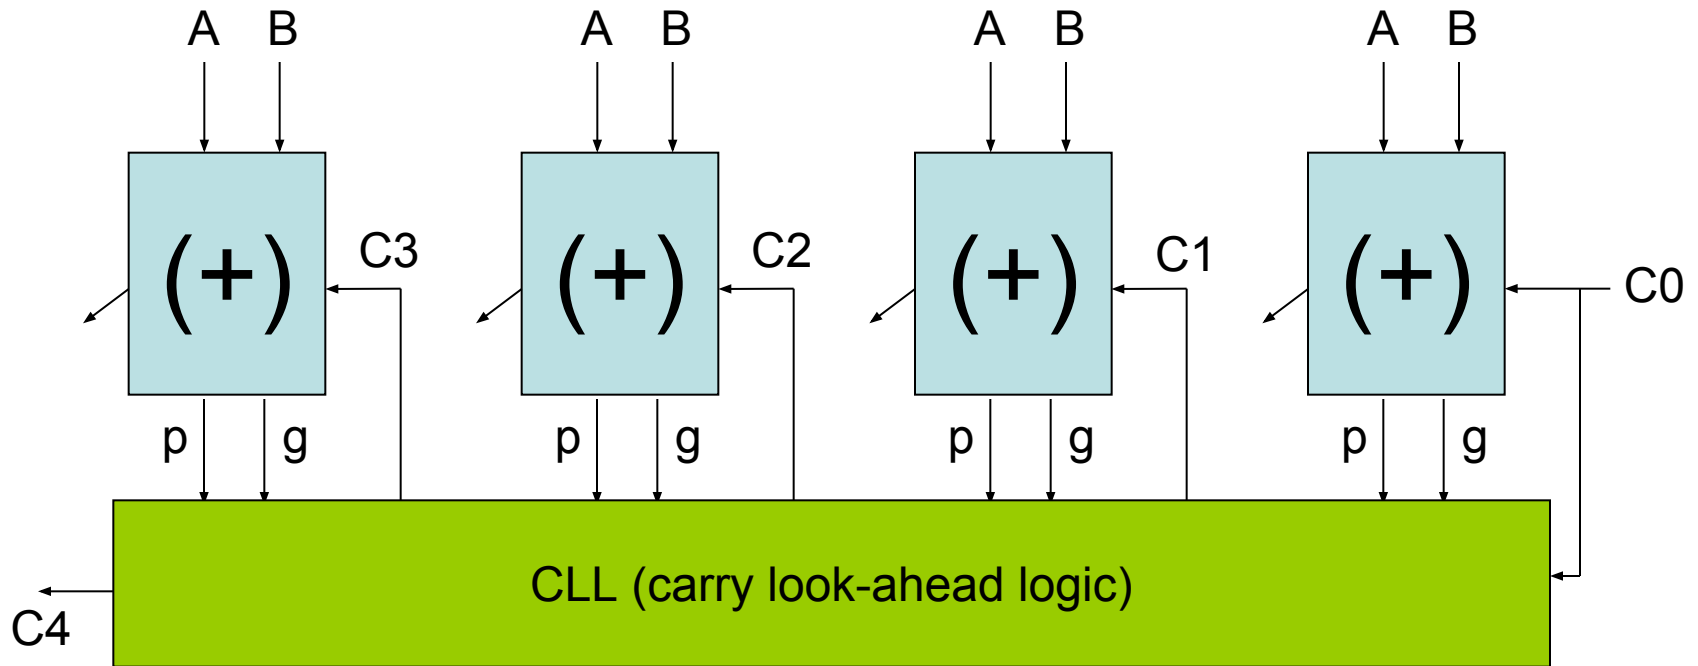 A B A B A B A B
(+) C3 (+) C2 (+) C1 (+) C0
p g p g p g p g
CLL (carry look-ahead logic)
C4